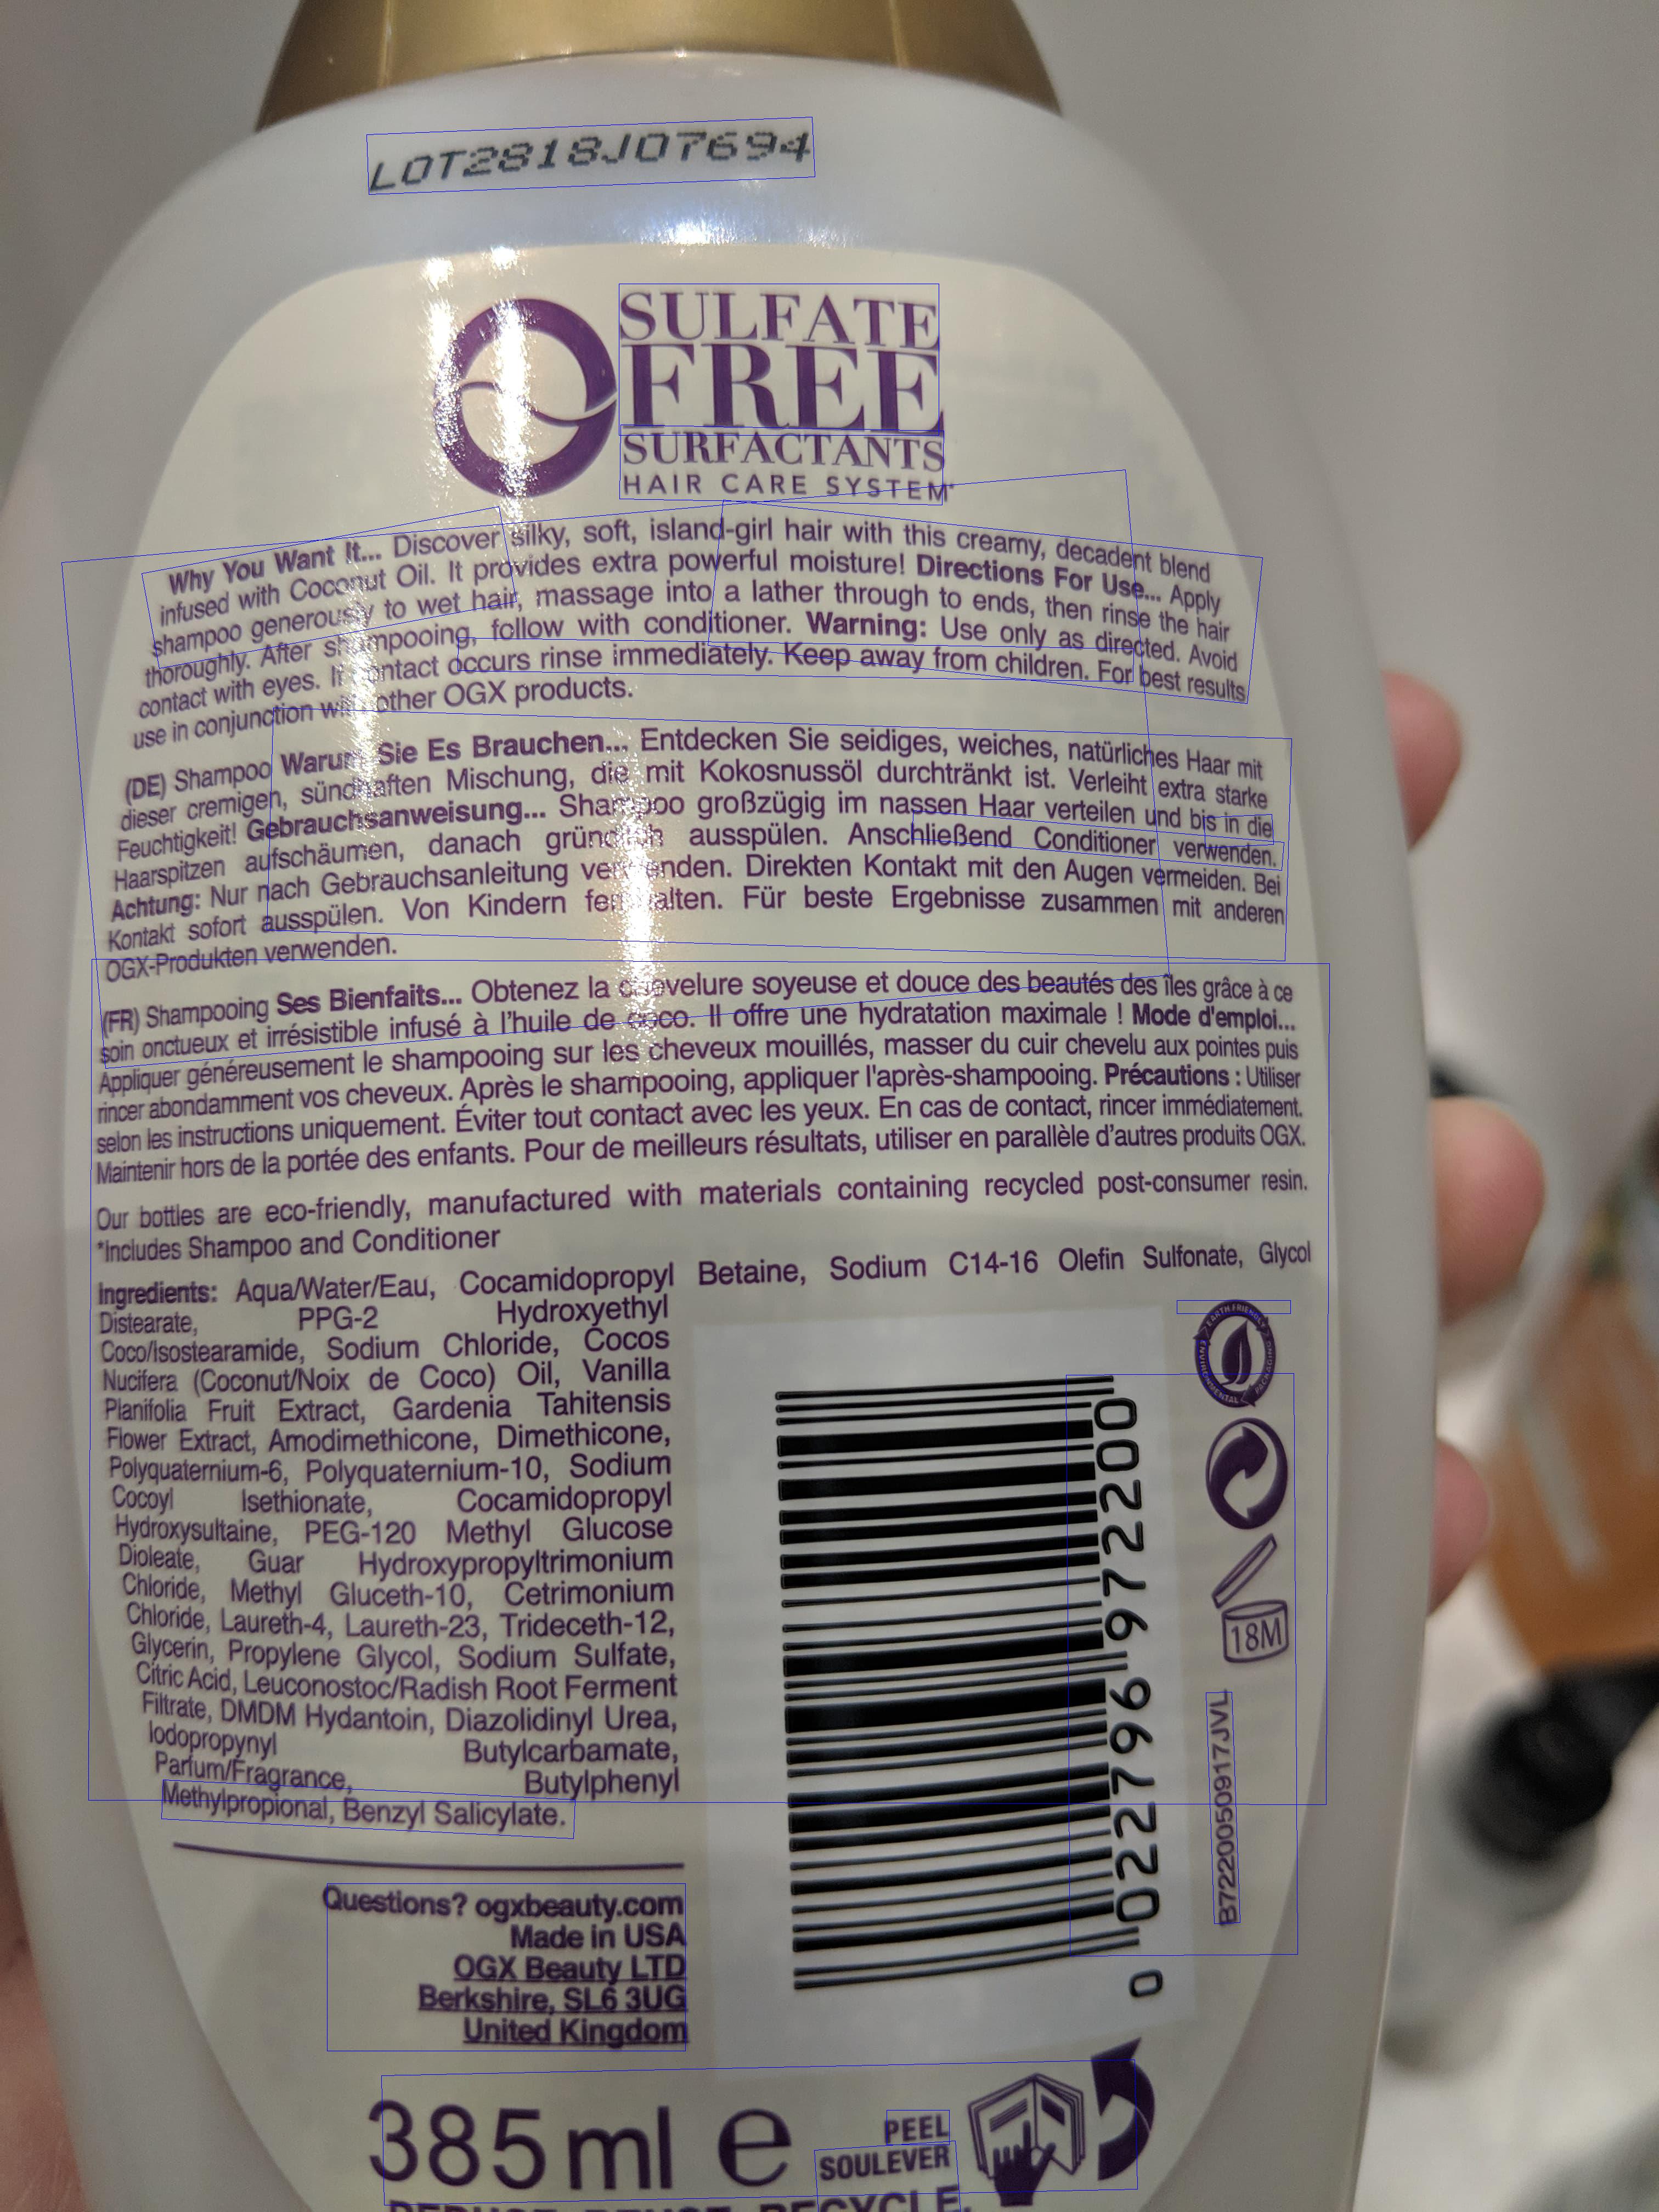 LOT2818J07694
SULFATE
FREE
SURFACTANTS
HAIR CARE SYSTEM*
Why You Want It... Discover silky, soft, island-girl hair with this creamy, decadent blend
infused with Coconut Oil. It provides extra powerful moisture! Directions For Use... Apply
shampoo generously to wet hair, massage into a lather through to ends, then rinse the hair
thoroughly. After shampooing, follow with conditioner. Warning: Use only as directed. Avoid
contact with eyes. If contact occurs rinse immediately. Keep away from children. For best results
use in conjunction with other OGX products.
(DE) Shampoo Warum Sie Es Brauchen... Entdecken Sie seidiges, weiches, natürliches Haar mit
dieser cremigen, sündhaften Mischung, die mit Kokosnussöl durchtränkt ist. Verleiht extra starke
Feuchtigkeit! Gebrauchsanweisung... Shampoo großzügig im nassen Haar verteilen und bis in die
Haarspitzen aufschäumen, danach gründlich ausspülen. Anschließend Conditioner verwenden.
Achtung: Nur nach Gebrauchsanleitung verwenden. Direkten Kontakt mit den Augen vermeiden. Bei
Kontakt sofort ausspülen. Von Kindern fernhalten. Für beste Ergebnisse zusammen mit anderen
OGX-Produkten verwenden.
(FR) Shampooing Ses Bienfaits... Obtenez la chevelure soyeuse et douce des beautés des îles grâce à ce
soin onctueux et irrésistible infusé à l'huile de coco. Il offre une hydratation maximale ! Mode d'emploi...
Appliquer généreusement le shampooing sur les cheveux mouillés, masser du cuir chevelu aux pointes puis
rincer abondamment vos cheveux. Après le shampooing, appliquer l'après-shampooing. Précautions : Utiliser
selon les instructions uniquement. Éviter tout contact avec les yeux. En cas de contact, rincer immédiatement.
Maintenir hors de la portée des enfants. Pour de meilleurs résultats, utiliser en parallèle d'autres produits OGX.
Our bottles are eco-friendly, manufactured with materials containing recycled post-consumer resin.
*Includes Shampoo and Conditioner
Ingredients: Aqua/Water/Eau, Cocamidopropyl Betaine, Sodium C14-16 Olefin Sulfonate, Glycol
Distearate, PPG-2 Hydroxyethyl
Coco/Isostearamide, Sodium Chloride, Cocos
Nucifera (Coconut/Noix de Coco) Oil, Vanilla
Planifolia Fruit Extract, Gardenia Tahitensis
Flower Extract, Amodimethicone, Dimethicone,
Polyquaternium-6, Polyquaternium-10, Sodium
Cocoyl Isethionate, Cocamidopropyl
Hydroxysultaine, PEG-120 Methyl Glucose
Dioleate, Guar Hydroxypropyltrimonium
Chloride, Methyl Gluceth-10, Cetrimonium
Chloride, Laureth-4, Laureth-23, Trideceth-12,
Glycerin, Propylene Glycol, Sodium Sulfate,
Citric Acid, Leuconostoc/Radish Root Ferment
Filtrate, DMDM Hydantoin, Diazolidinyl Urea,
Iodopropynyl Butylcarbamate,
Parfum/Fragrance, Butylphenyl
Methylpropional, Benzyl Salicylate.
EARTH FRIENDLY
ENVIRONMENTAL PACKAGING
18M
0 022796 972200
B7220050917JVL
Questions? ogxbeauty.com
Made in USA
OGX Beauty LTD
Berkshire, SL6 3UG
United Kingdom
385 ml e
PEEL
SOULEVER
REDUCE. REUSE. RECYCLE.